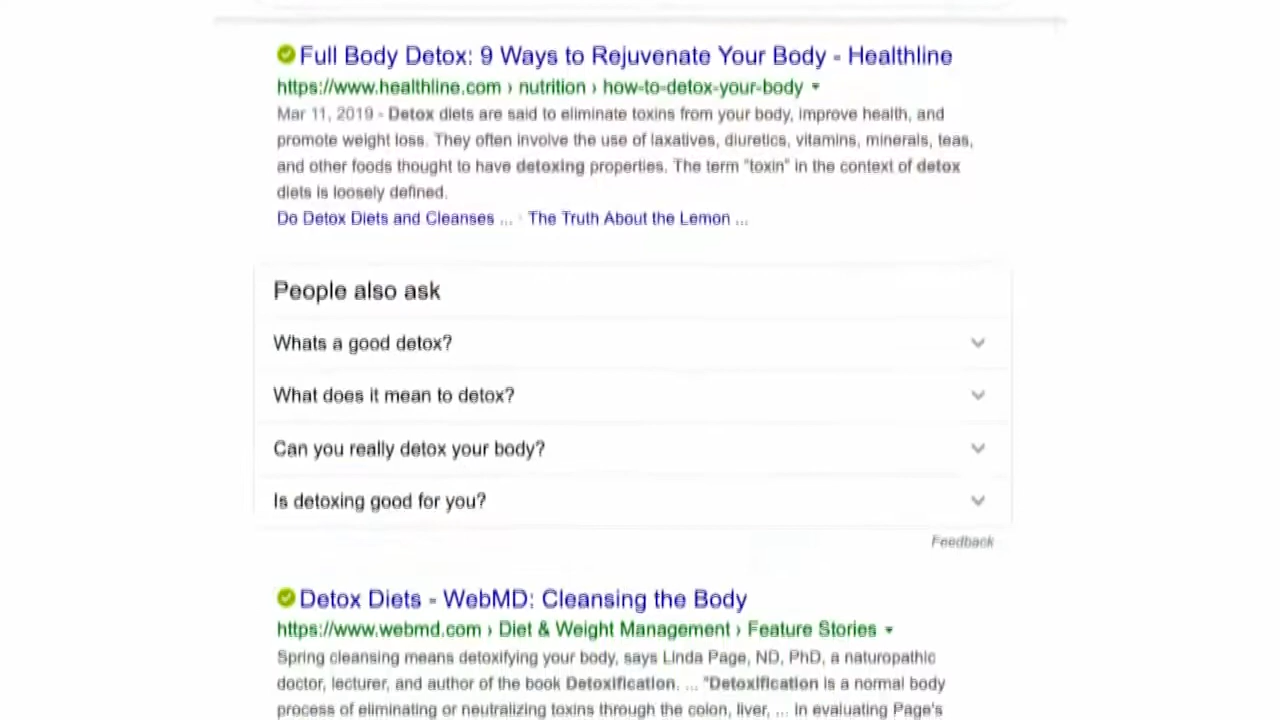 Full Body Detox: 9 Ways to Rejuvenate Your Body - Healthline
https://www.healthline.com › nutrition › how-to-detox-your-body
Mar 11, 2019 - Detox diets are said to eliminate toxins from your body, improve health, and
promote weight loss. They often involve the use of laxatives, diuretics, vitamins, minerals, teas,
and other foods thought to have detoxing properties. The term "toxin" in the context of detox
diets is loosely defined.
Do Detox Diets and Cleanses ... · The Truth About the Lemon ...
People also ask
Whats a good detox?
What does it mean to detox?
Can you really detox your body?
Is detoxing good for you?
Feedback
Detox Diets - WebMD: Cleansing the Body
https://www.webmd.com › Diet & Weight Management › Feature Stories
Spring cleansing means detoxifying your body, says Linda Page, ND, PhD, a naturopathic
doctor, lecturer, and author of the book Detoxification. ... "Detoxification is a normal body
process of eliminating or neutralizing toxins through the colon, liver, ... In evaluating Page's